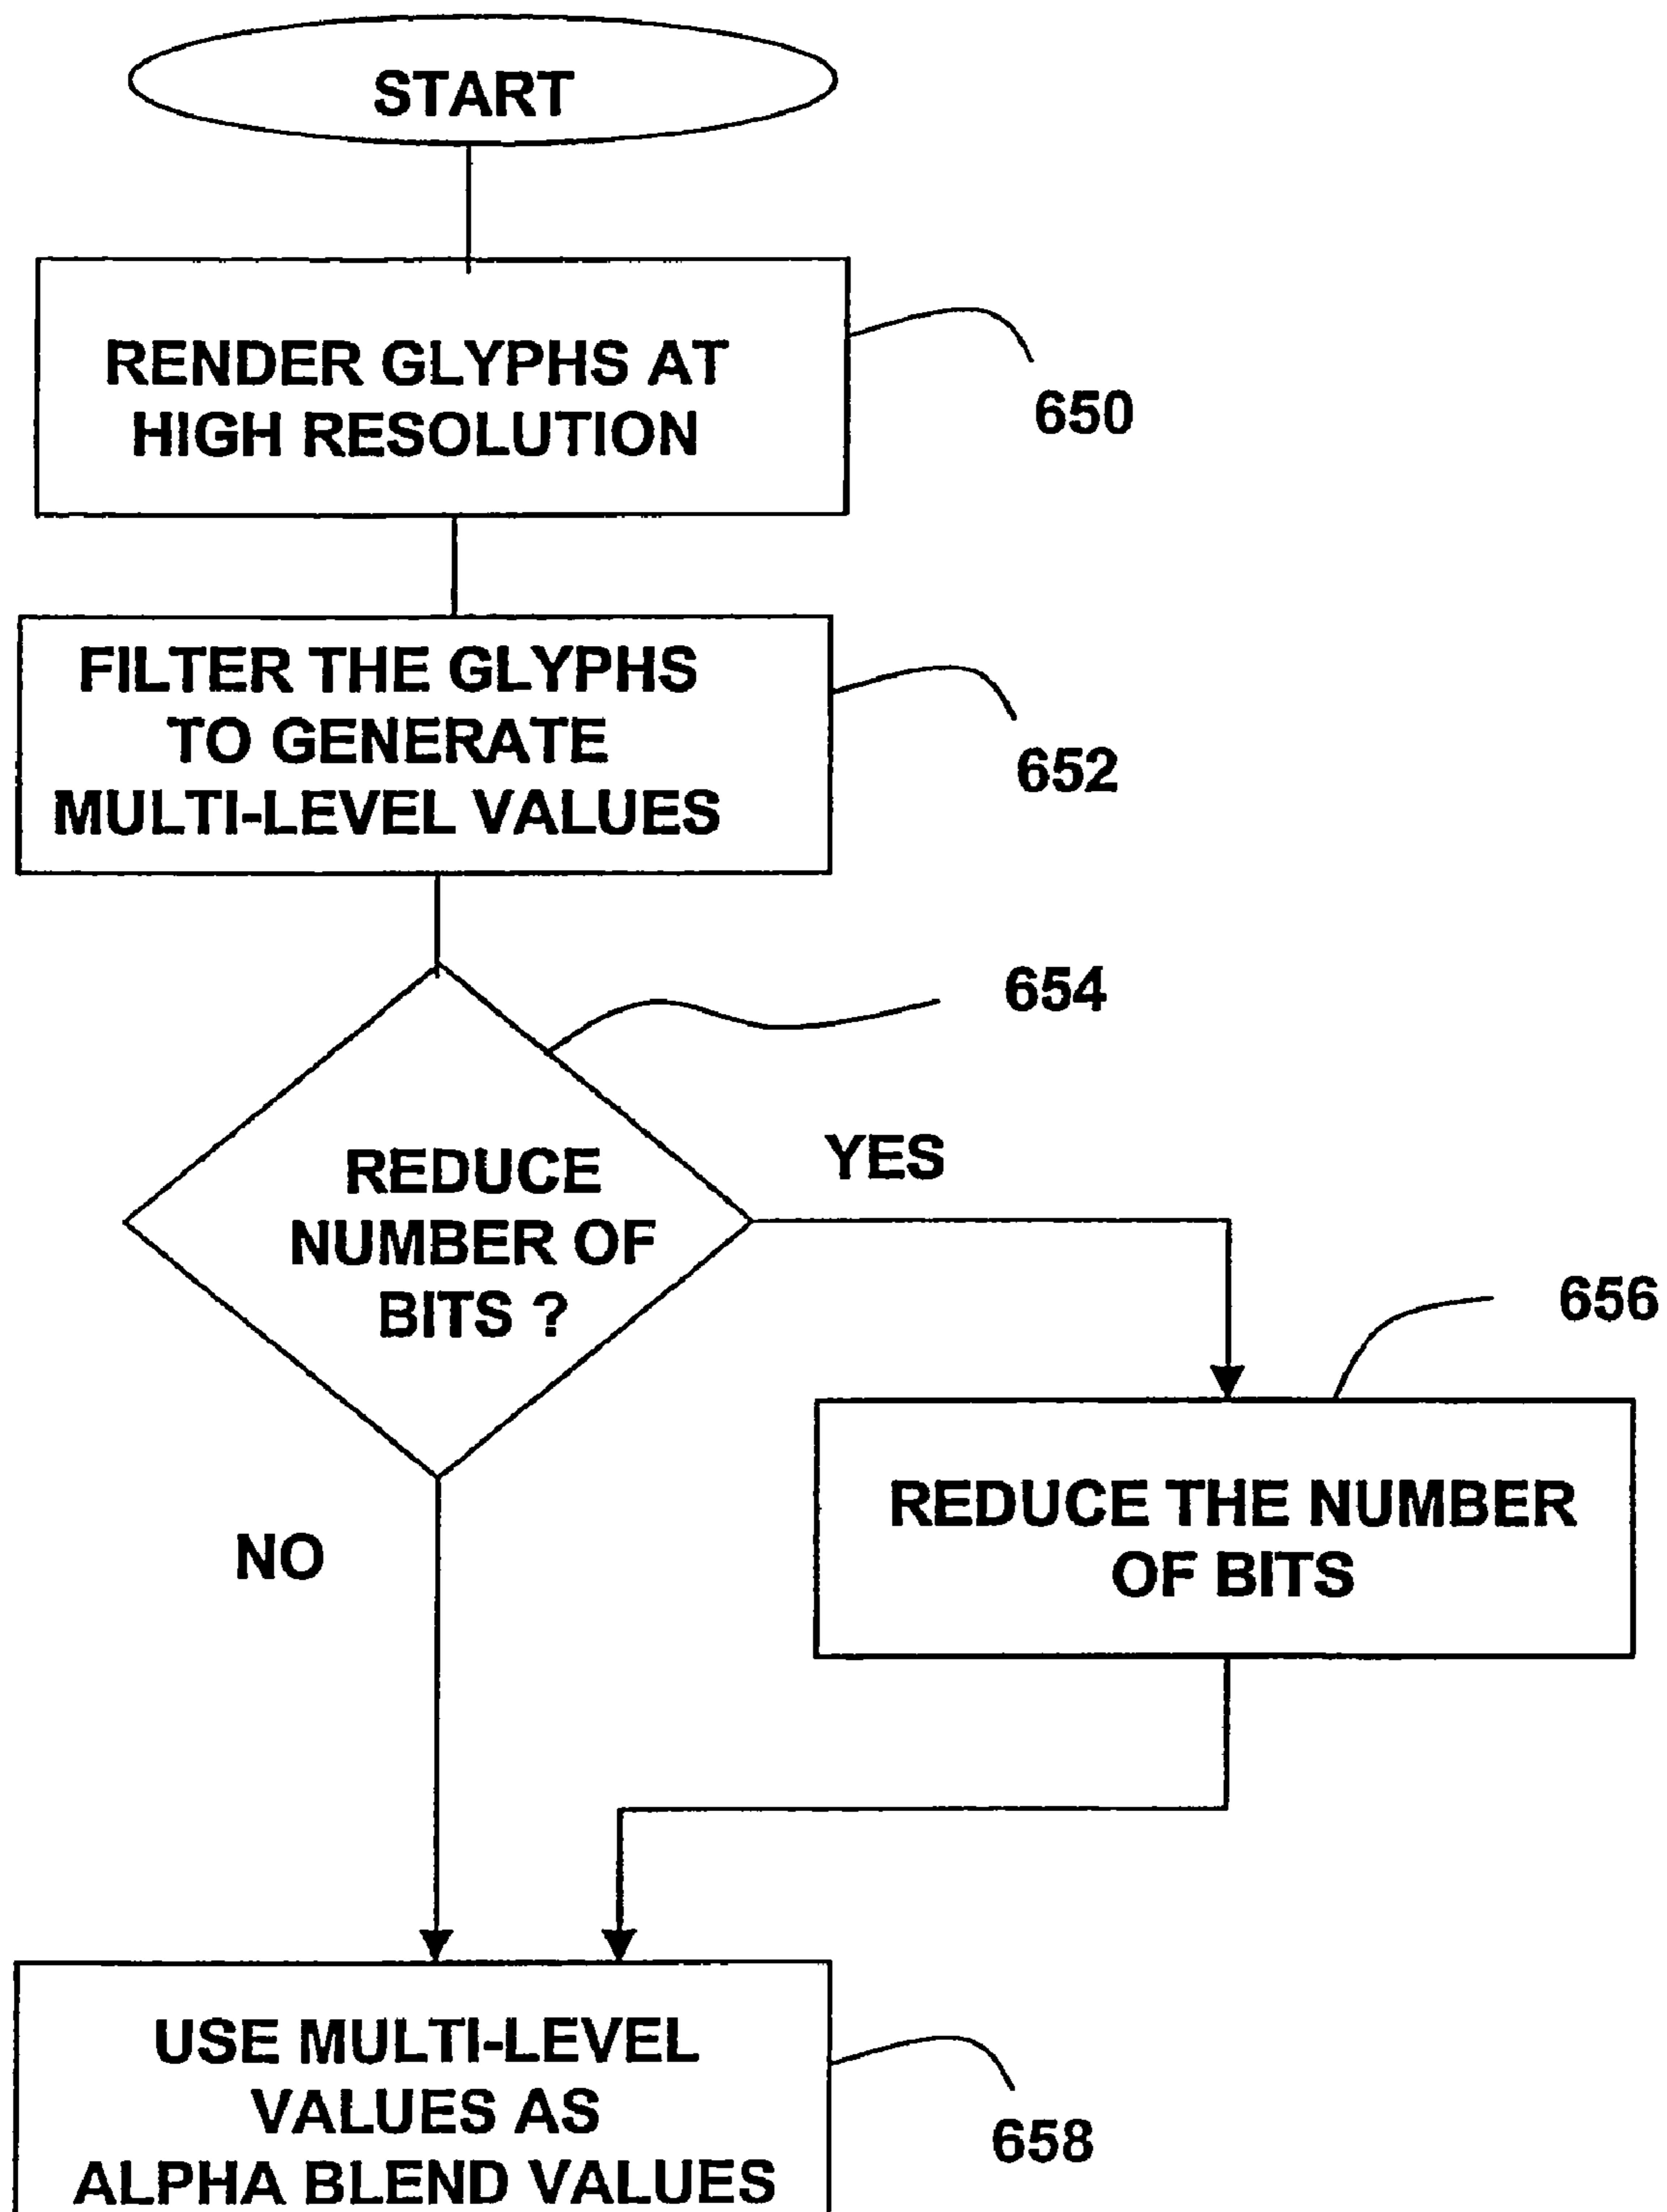 START
RENDER GLYPHS AT
HIGH RESOLUTION
650
FILTER THE GLYPHS
TO GENERATE
MULTI-LEVEL VALUES
652
654
REDUCE
NUMBER OF
BITS ?
YES
656
REDUCE THE NUMBER
OF BITS
NO
USE MULTI-LEVEL
VALUES AS
ALPHA BLEND VALUES
658